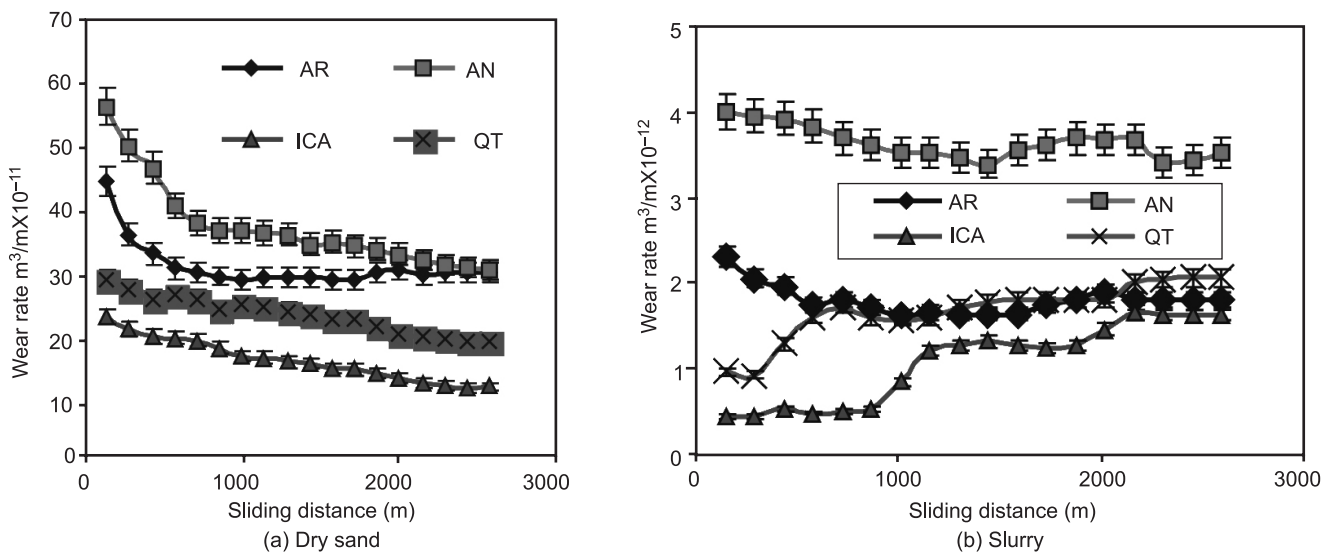 70
60
50
40
30
20
10
0
Wear rate m³/mX10⁻¹¹
AR
AN
ICA
QT
0 1000 2000 3000
Sliding distance (m)
(a) Dry sand
5
4
3
2
1
0
Wear rate m³/mX10⁻¹²
AR
AN
ICA
QT
0 1000 2000 3000
Sliding distance (m)
(b) Slurry